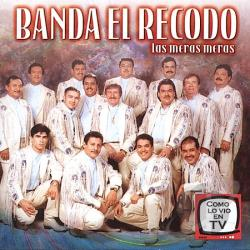 BANDA EL RECODO
las meras meras
COMO
LO VIO
EN
TV